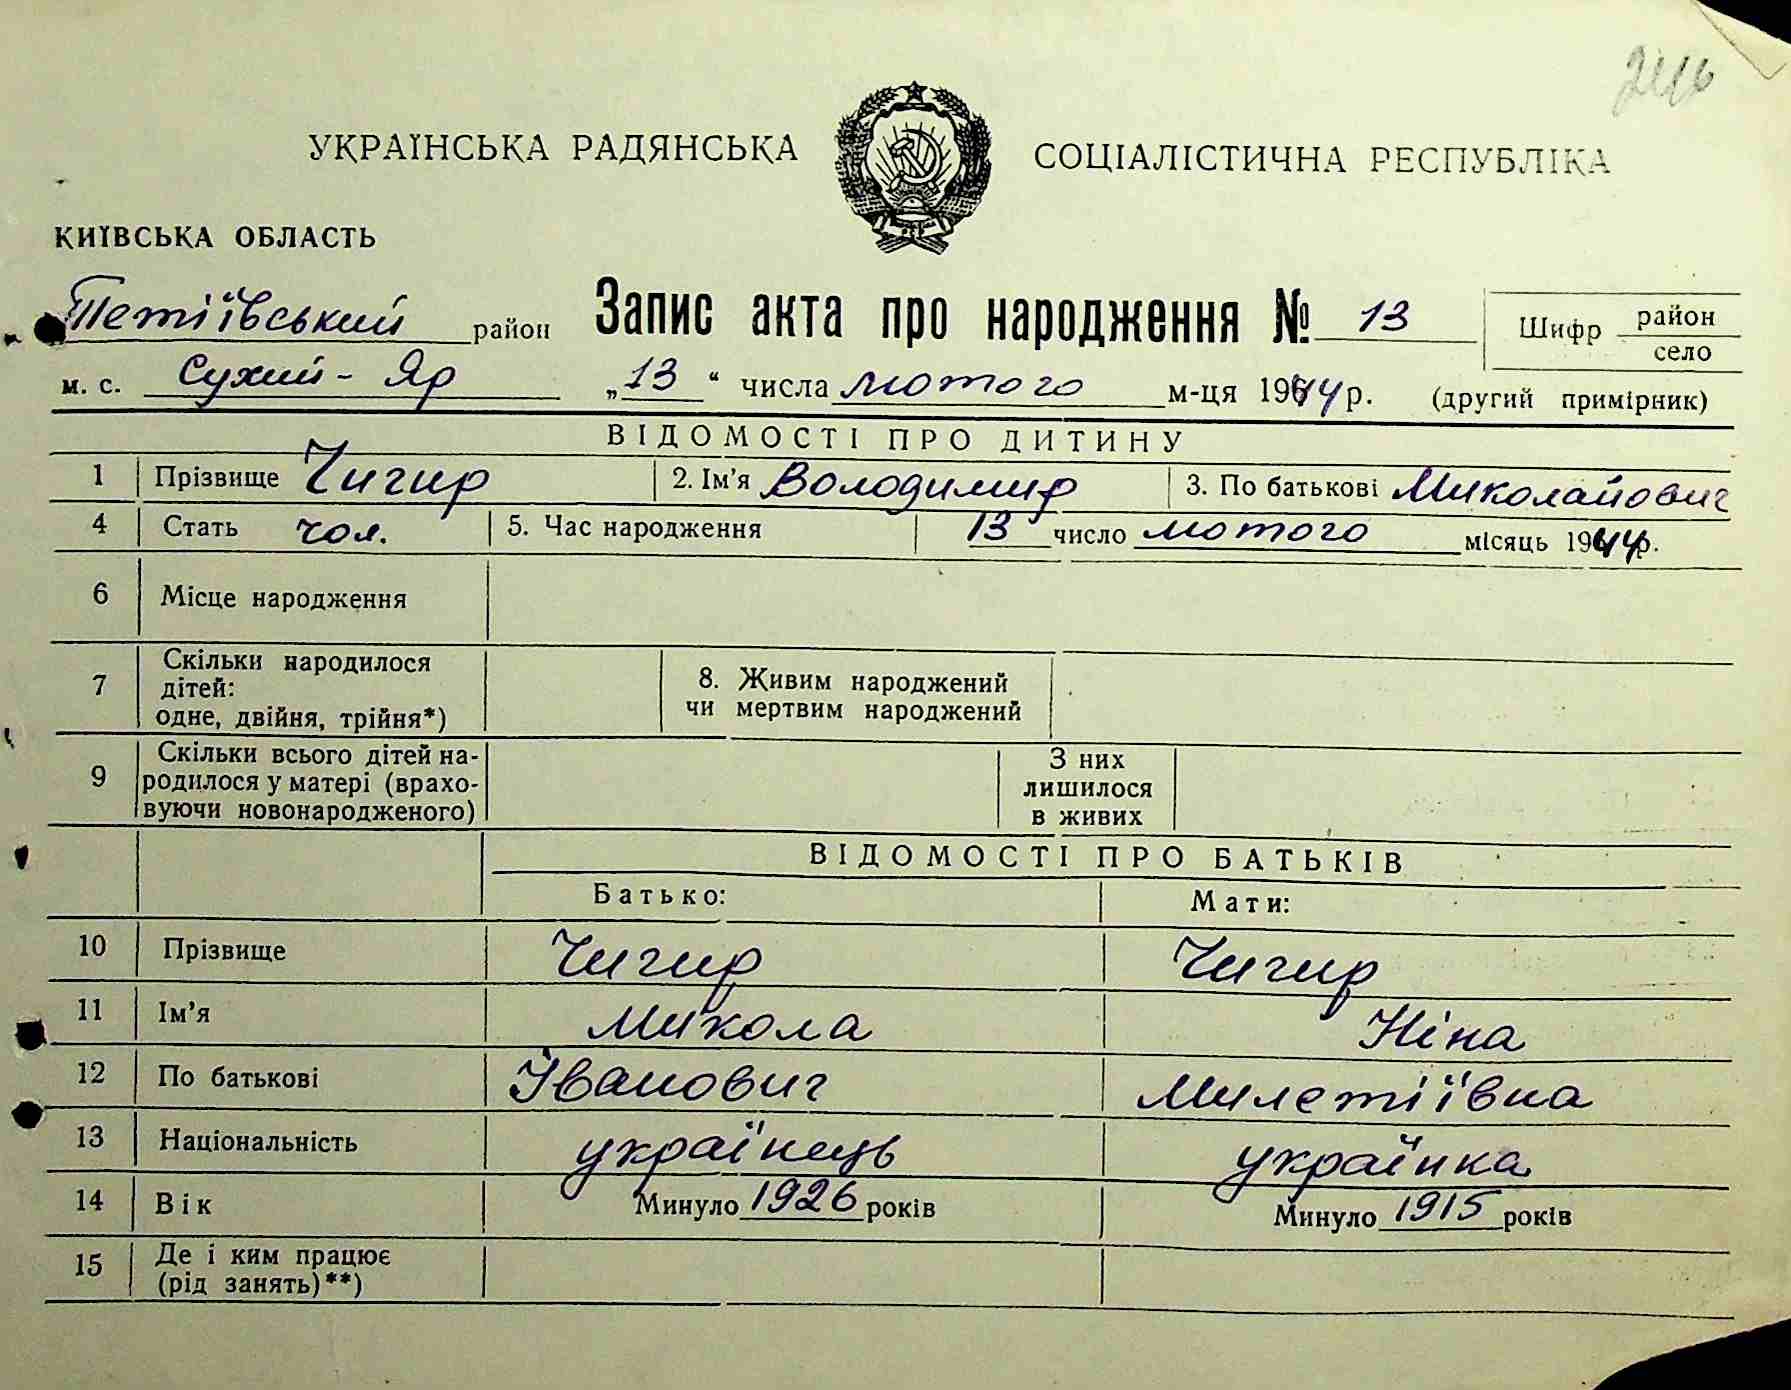 УКРАЇНСЬКА РАДЯНСЬКА СОЦІАЛІСТИЧНА РЕСПУБЛІКА
КИЇВСЬКА ОБЛАСТЬ
Тетіївський район Запис акта про народження № 13 Шифр район село
м. с. Сухий-Яр „13“ числа лютого м-ця 1944 р. (другий примірник)
ВІДОМОСТІ ПРО ДИТИНУ
1 Прізвище Чигир 2. Ім'я Володимир 3. По батькові Миколайович
4 Стать чол. 5. Час народження 13 число лютого місяць 1944 р.
6 Місце народження
7 Скільки народилося дітей: одне, двійня, трійня*) 8. Живим народжений чи мертвим народжений
9 Скільки всього дітей народилося у матері (враховуючи новонародженого) З них лишилося в живих
ВІДОМОСТІ ПРО БАТЬКІВ
Батько: Мати:
10 Прізвище Чигир Чигир
11 Ім'я Микола Ніна
12 По батькові Іванович Милетіївна
13 Національність українець українка
14 Вік Минуло 1926 років Минуло 1915 років
15 Де і ким працює (рід занять)**)